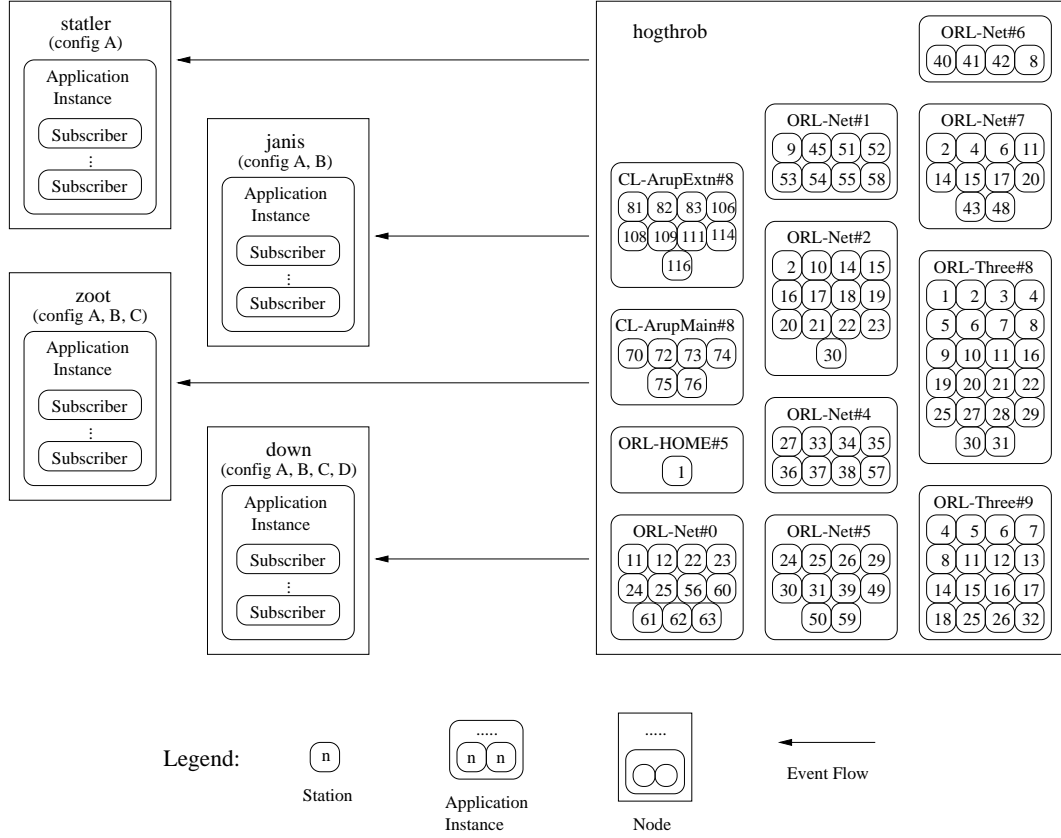 statler
(config A)
Application
Instance
Subscriber
...
Subscriber
janis
(config A, B)
Application
Instance
Subscriber
...
Subscriber
zoot
(config A, B, C)
Application
Instance
Subscriber
...
Subscriber
down
(config A, B, C, D)
Application
Instance
Subscriber
...
Subscriber
hogthrob
CL-ArupExtn#8
81 82 83 106
108 109 111 114
116
CL-ArupMain#8
70 72 73 74
75 76
ORL-HOME#5
1
ORL-Net#0
11 12 22 23
24 25 56 60
61 62 63
ORL-Net#1
9 45 51 52
53 54 55 58
ORL-Net#2
2 10 14 15
16 17 18 19
20 21 22 23
30
ORL-Net#4
27 33 34 35
36 37 38 57
ORL-Net#5
24 25 26 29
30 31 39 49
50 59
ORL-Net#6
40 41 42 8
ORL-Net#7
2 4 6 11
14 15 17 20
43 48
ORL-Three#8
1 2 3 4
5 6 7 8
9 10 11 16
19 20 21 22
25 27 28 29
30 31
ORL-Three#9
4 5 6 7
8 11 12 13
14 15 16 17
18 25 26 32
Legend:
n
Station
.....
n n
Application
Instance
.....
Node
Event Flow